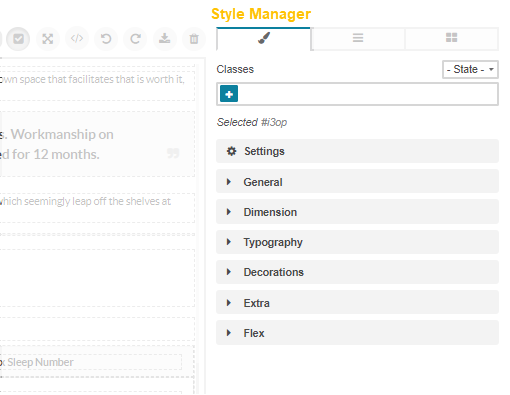 Style Manager
Classes
- State -
Selected #i3op
Settings
General
Dimension
Typography
Decorations
Extra
Flex
own space that facilitates that is worth it,
s. Workmanship on
ed for 12 months.
which seemingly leap off the shelves at
Sleep Number